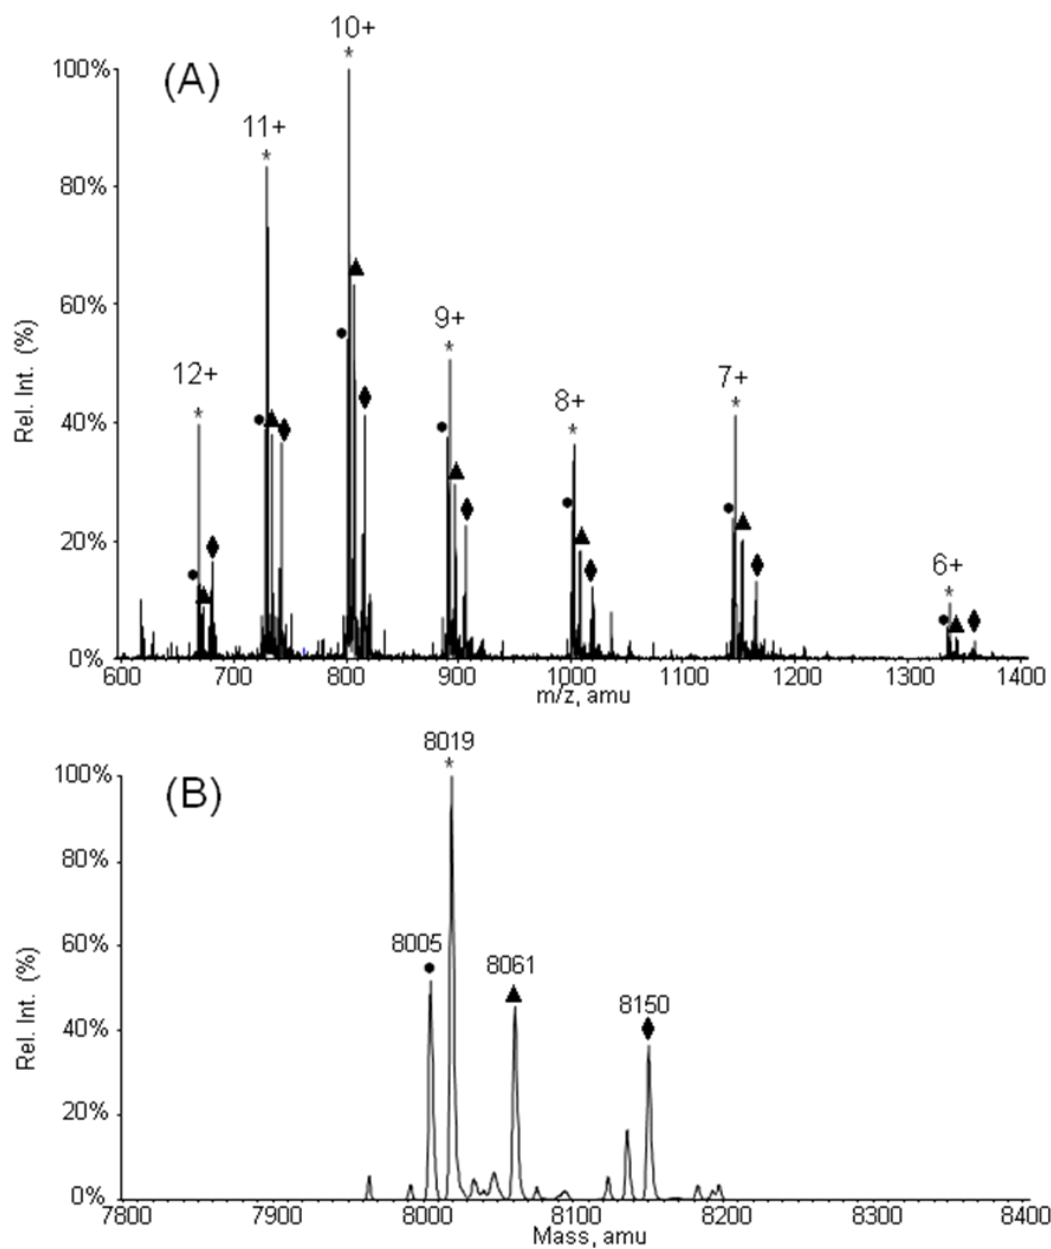 10+
100%
(A)
11+
80%
60%
9+
12+
7+
8+
Rel. Int. (%)
40%
20%
6+
0%
600 700 800 900 1000 1100 1200 1300 1400
m/z, amu
8019
100%
(B)
80%
8005
60%
8061
8150
Rel. Int. (%)
40%
20%
0%
7800 7900 8000 8100 8200 8300 8400
Mass, amu